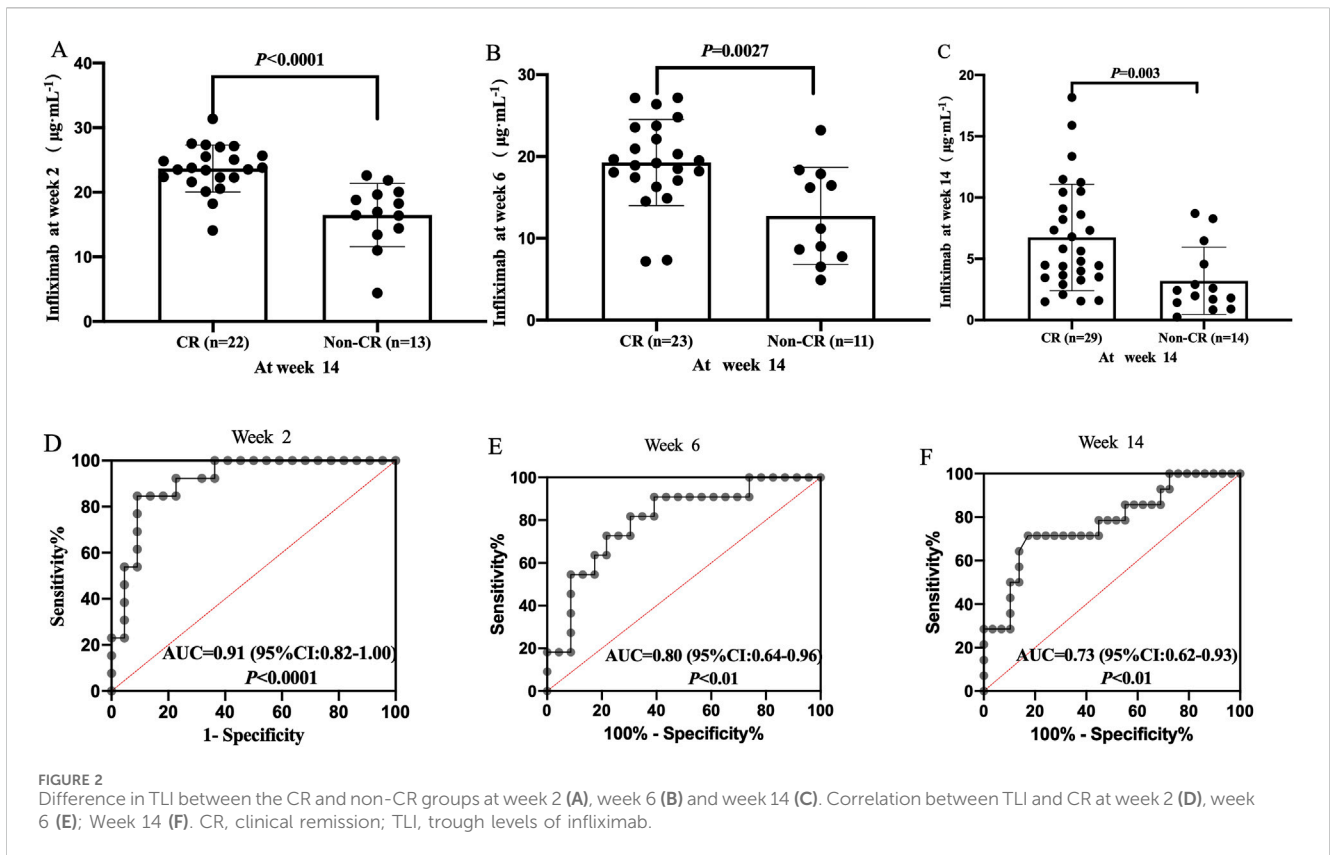 A
P<0.0001
Infliximab at week 2 ( μg·mL⁻¹)
40
30
20
10
0
CR (n=22)
Non-CR (n=13)
At week 14
B
P=0.0027
Infliximab at week 6 ( μg·mL⁻¹)
30
20
10
0
CR (n=23)
Non-CR (n=11)
At week 14
C
P=0.003
Infliximab at week 14 ( μg·mL⁻¹)
20
15
10
5
0
CR (n=29)
Non-CR (n=14)
At week 14
D
Week 2
Sensitivity%
100
80
60
40
20
0
AUC=0.91 (95%CI:0.82-1.00)
P<0.0001
0 20 40 60 80 100
1- Specificity
E
Week 6
Sensitivity%
100
80
60
40
20
0
AUC=0.80 (95%CI:0.64-0.96)
P<0.01
0 20 40 60 80 100
100% - Specificity%
F
Week 14
Sensitivity%
100
80
60
40
20
0
AUC=0.73 (95%CI:0.62-0.93)
P<0.01
0 20 40 60 80 100
100% - Specificity%
FIGURE 2
Difference in TLI between the CR and non-CR groups at week 2 (A), week 6 (B) and week 14 (C). Correlation between TLI and CR at week 2 (D), week
6 (E); Week 14 (F). CR, clinical remission; TLI, trough levels of infliximab.